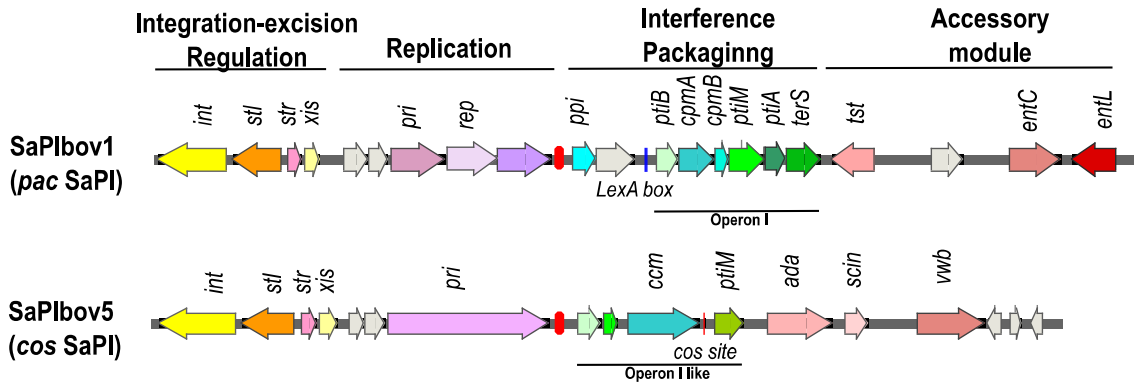 Integration-excision
Regulation
Replication
Interference
Packaginng
Accessory
module
int
stl
str
xis
pri
rep
ppi
ptiB
cpmA
cpmB
ptiM
ptiA
terS
tst
entC
entL
SaPIbov1
(pac SaPI)
LexA box
Operon I
int
stl
str
xis
pri
ccm
ptiM
ada
scin
vwb
SaPIbov5
(cos SaPI)
cos site
Operon I like